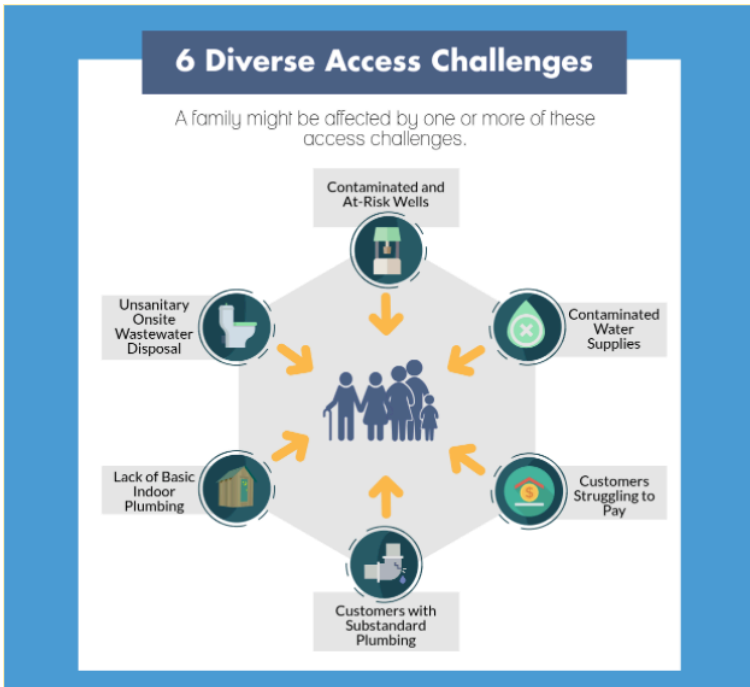 6 Diverse Access Challenges
A family might be affected by one or more of these
access challenges.
Contaminated and
At-Risk Wells
Unsanitary
Onsite
Wastewater
Disposal
Contaminated
Water
Supplies
Lack of Basic
Indoor
Plumbing
Customers
Struggling to
Pay
$
Customers with
Substandard
Plumbing